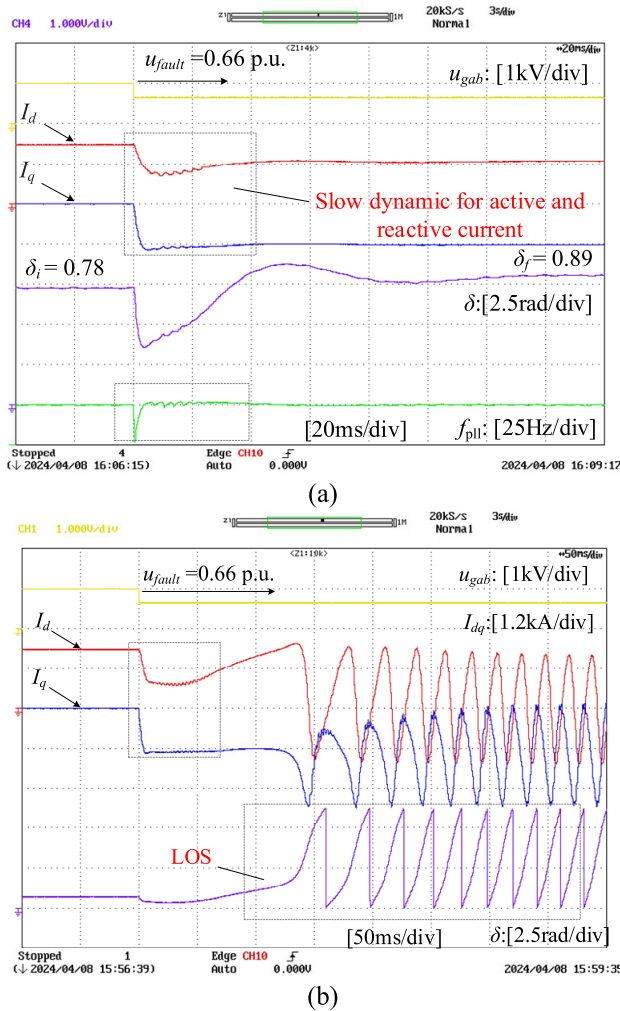 CH4 1.000V/div
Z1 1M
20kS/s 3s/div
Normal
<Z1:4k>
↔20ms/div
u_fault =0.66 p.u.
u_gab: [1kV/div]
I_d
I_q
Slow dynamic for active and
reactive current
δ_i = 0.78
δ_f = 0.89
δ:[2.5rad/div]
[20ms/div]
f_pll: [25Hz/div]
Stopped 4 Edge CH10
(↓2024/04/08 16:06:15) Auto 0.000V 2024/04/08 16:09:17
(a)
CH1 1.000V/div
Z1 1M
20kS/s 3s/div
Normal
<Z1:10k>
↔50ms/div
u_fault =0.66 p.u.
u_gab: [1kV/div]
I_dq:[1.2kA/div]
I_d
I_q
LOS
[50ms/div]
δ:[2.5rad/div]
Stopped 1 Edge CH10
(↓2024/04/08 15:56:39) Auto 0.000V 2024/04/08 15:59:35
(b)